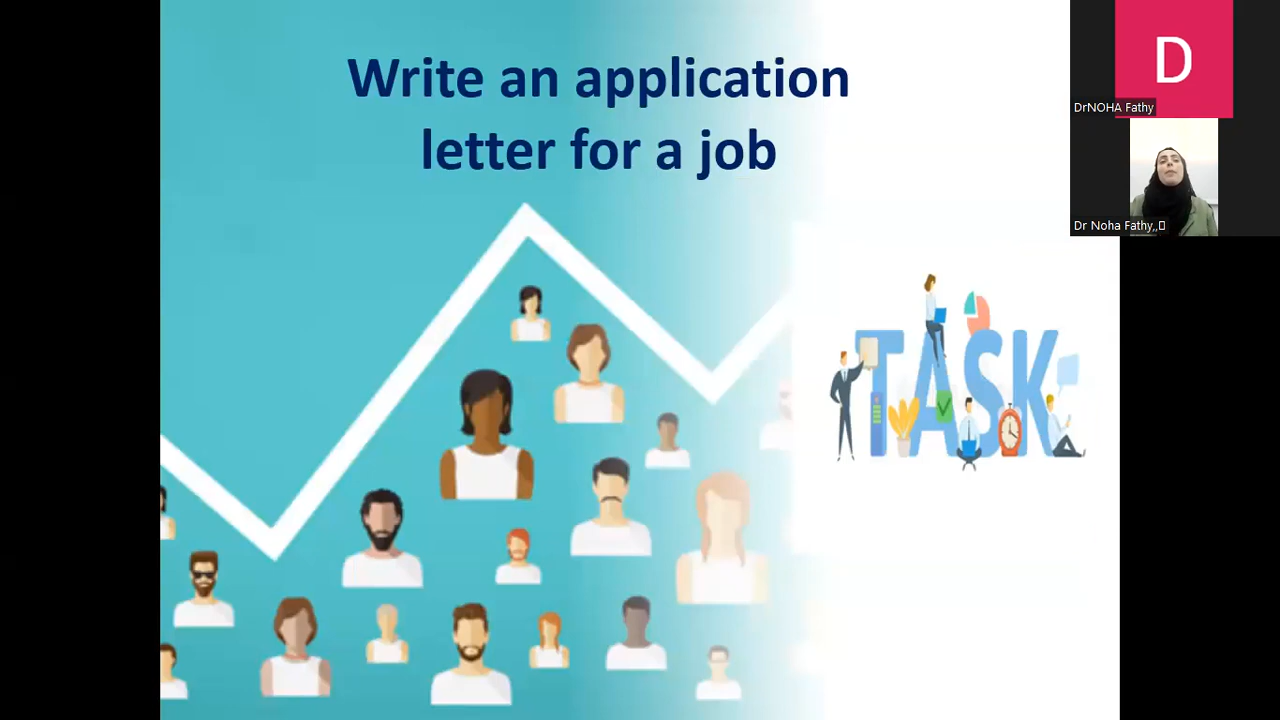 Write an application
letter for a job
TASK
D
DrNOHA Fathy
Dr Noha Fathy,,